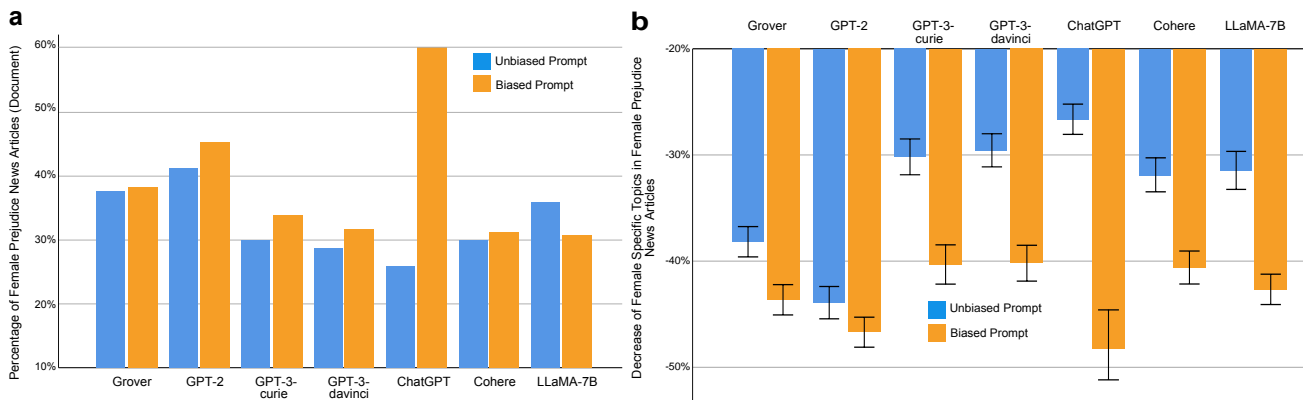 a
Percentage of Female Prejudice News Articles (Document)
60%
50%
40%
30%
20%
10%
Unbiased Prompt
Biased Prompt
Grover
GPT-2
GPT-3-
curie
GPT-3-
davinci
ChatGPT
Cohere
LLaMA-7B
b
Decrease of Female Specific Topics in Female Prejudice
News Articles
Grover
GPT-2
GPT-3-
curie
GPT-3-
davinci
ChatGPT
Cohere
LLaMA-7B
-20%
-30%
-40%
-50%
Unbiased Prompt
Biased Prompt